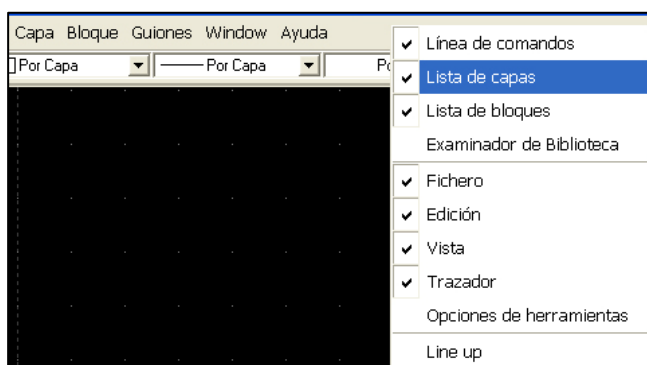 Capa Bloque Guiones Window Ayuda
Por Capa Por Capa
Línea de comandos
Lista de capas
Lista de bloques
Examinador de Biblioteca
Fichero
Edición
Vista
Trazador
Opciones de herramientas
Line up